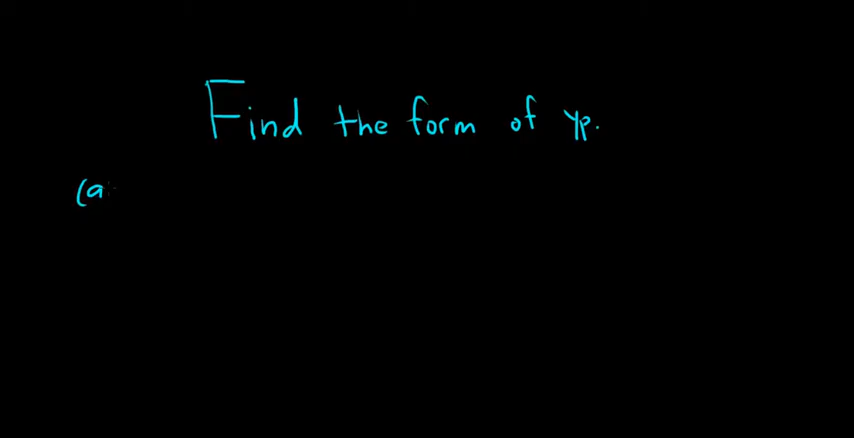 Find the form of yp.
(a